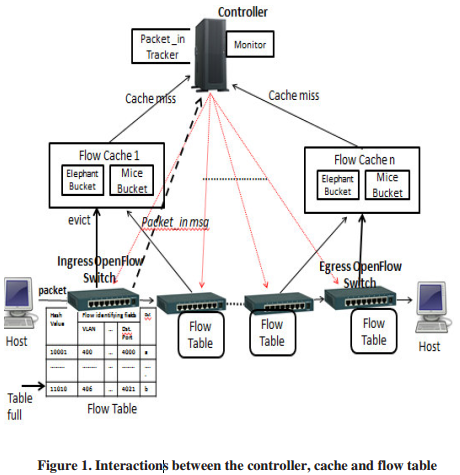 Controller
Packet_in
Tracker
Monitor
Cache miss
Cache miss
Flow Cache 1
Elephant
Bucket
Mice
Bucket
Flow Cache n
Elephant
Bucket
Mice
Bucket
evict
Packet_in msg
Ingress OpenFlow
Switch
Egress OpenFlow
Switch
packet
Host
Host
Hash
Value
Flow identifying fields
VLAN
...
Dst.
Port
10001 400 ... 4000 a
11010 406 ... 4021 b
Flow
Table
Flow
Table
Flow
Table
Table
full
Flow Table
Figure 1. Interactions between the controller, cache and flow table